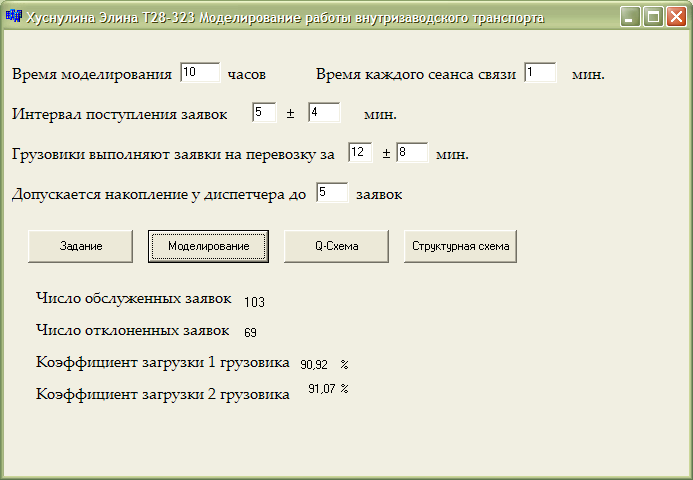 Хуснулина Элина Т28-323 Моделирование работы внутризаводского транспорта
Время моделирования 10 часов Время каждого сеанса связи 1 мин.
Интервал поступления заявок 5 ± 4 мин.
Грузовики выполняют заявки на перевозку за 12 ± 8 мин.
Допускается накопление у диспетчера до 5 заявок
Задание Моделирование Q-Схема Структурная схема
Число обслуженных заявок 103
Число отклоненных заявок 69
Коэффициент загрузки 1 грузовика 90,92 %
Коэффициент загрузки 2 грузовика 91,07 %